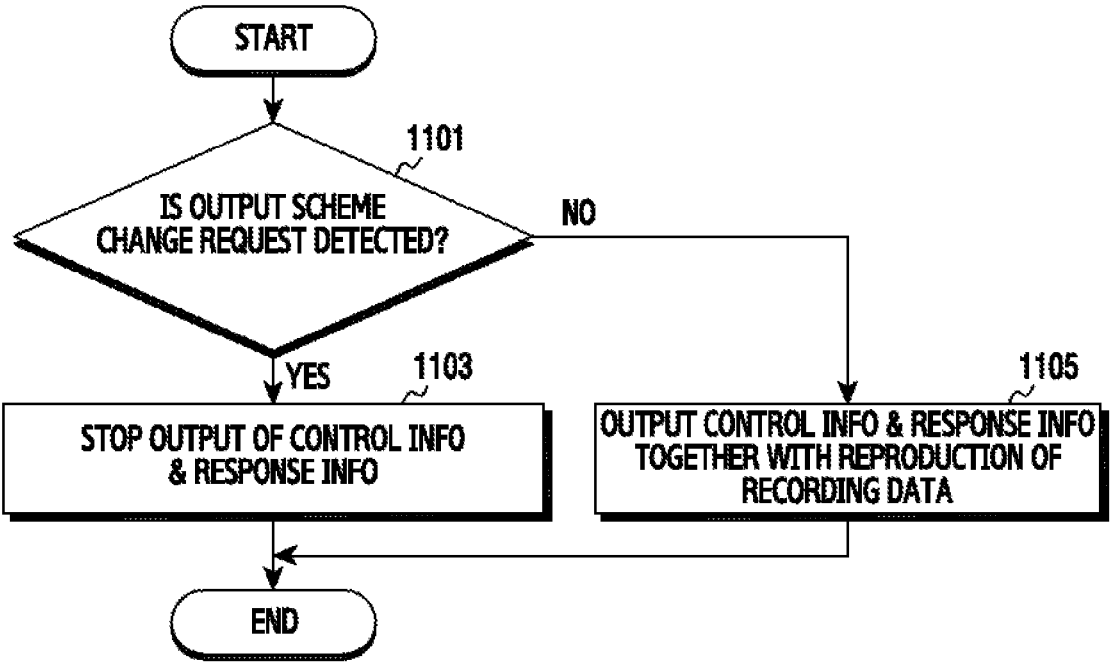 START
1101
IS OUTPUT SCHEME
CHANGE REQUEST DETECTED?
NO
YES
1103
STOP OUTPUT OF CONTROL INFO
& RESPONSE INFO
1105
OUTPUT CONTROL INFO & RESPONSE INFO
TOGETHER WITH REPRODUCTION OF
RECORDING DATA
END